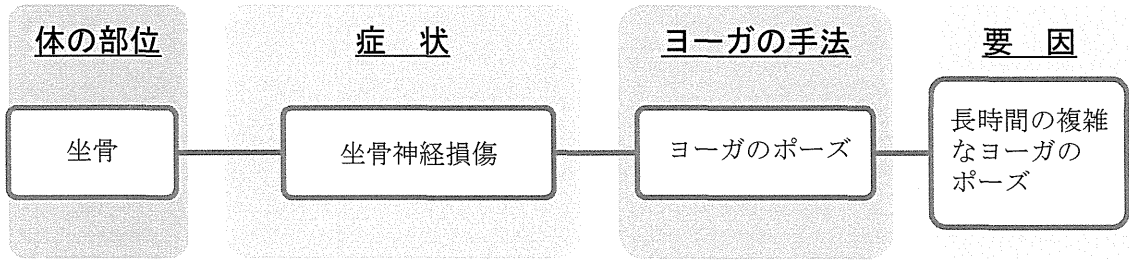 体の部位
症　状
ヨーガの手法
要　因
坐骨
坐骨神経損傷
ヨーガのポーズ
長時間の複雑
なヨーガの
ポーズ